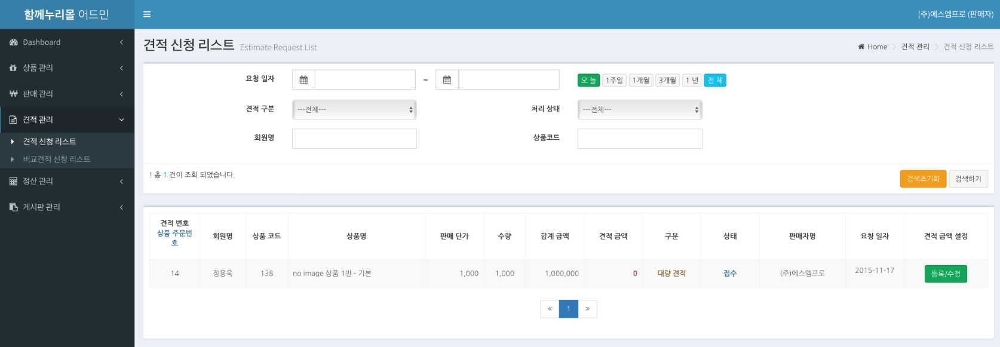 함께누리몰 어드민
(주)에스엠프로 (판매자)
Dashboard
상품 관리
판매 관리
견적 관리
견적 신청 리스트
비교견적 신청 리스트
정산 관리
게시판 관리
견적 신청 리스트 Estimate Request List
Home > 견적 관리 > 견적 신청 리스트
요청 일자 ~ 오 늘 1주일 1개월 3개월 1 년 전 체
견적 구분 ---전체--- 처리 상태 ---전체---
회원명 상품코드
! 총 1 건이 조회 되었습니다.
검색초기화 검색하기
견적 번호
상품 주문번
호
회원명 상품 코드 상품명 판매 단가 수량 합계 금액 견적 금액 구분 상태 판매자명 요청 일자 견적 금액 설정
14 정용욱 138 no image 상품 1번 - 기본 1,000 1,000 1,000,000 0 대량 견적 접수 (주)에스엠프로 2015-11-17 등록/수정
« 1 »